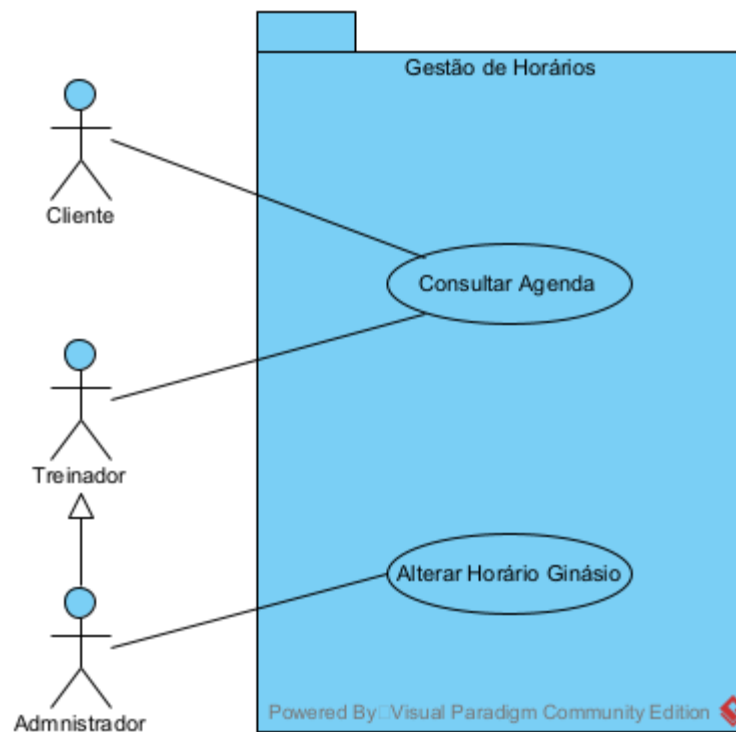 Gestão de Horários
Cliente
Consultar Agenda
Treinador
Alterar Horário Ginásio
Admnistrador
Powered By□Visual Paradigm Community Edition